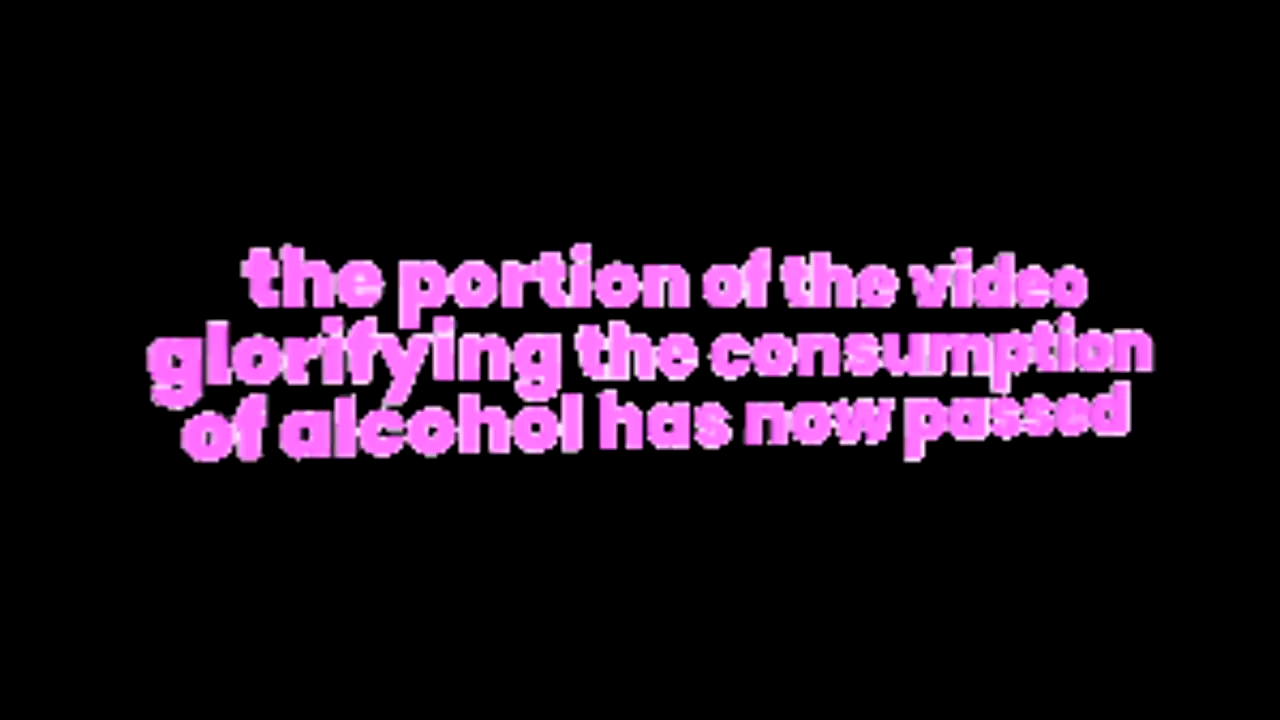 the portion of the video
glorifying the consumption
of alcohol has now passed